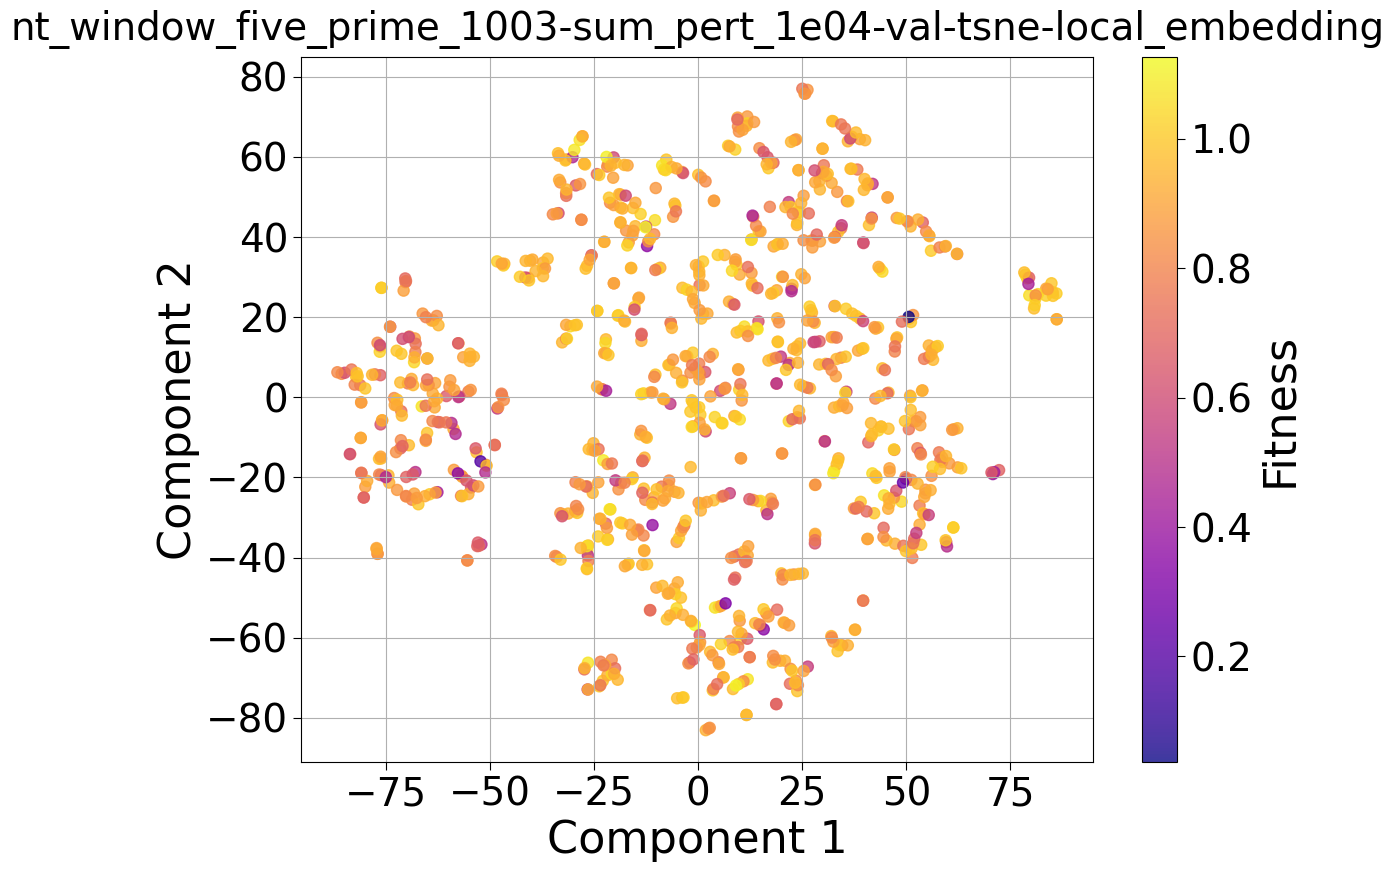 nt_window_five_prime_1003-sum_pert_1e04-val-tsne-local_embedding
80
60
40
20
0
−20
−40
−60
−80
Component 2
−75 −50 −25 0 25 50 75
Component 1
1.0
0.8
0.6
0.4
0.2
Fitness